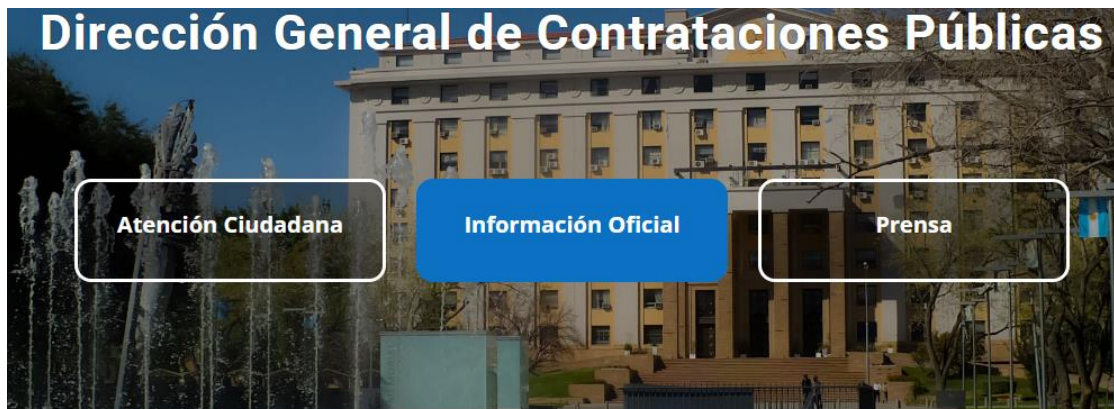 Dirección General de Contrataciones Públicas
Atención Ciudadana
Información Oficial
Prensa